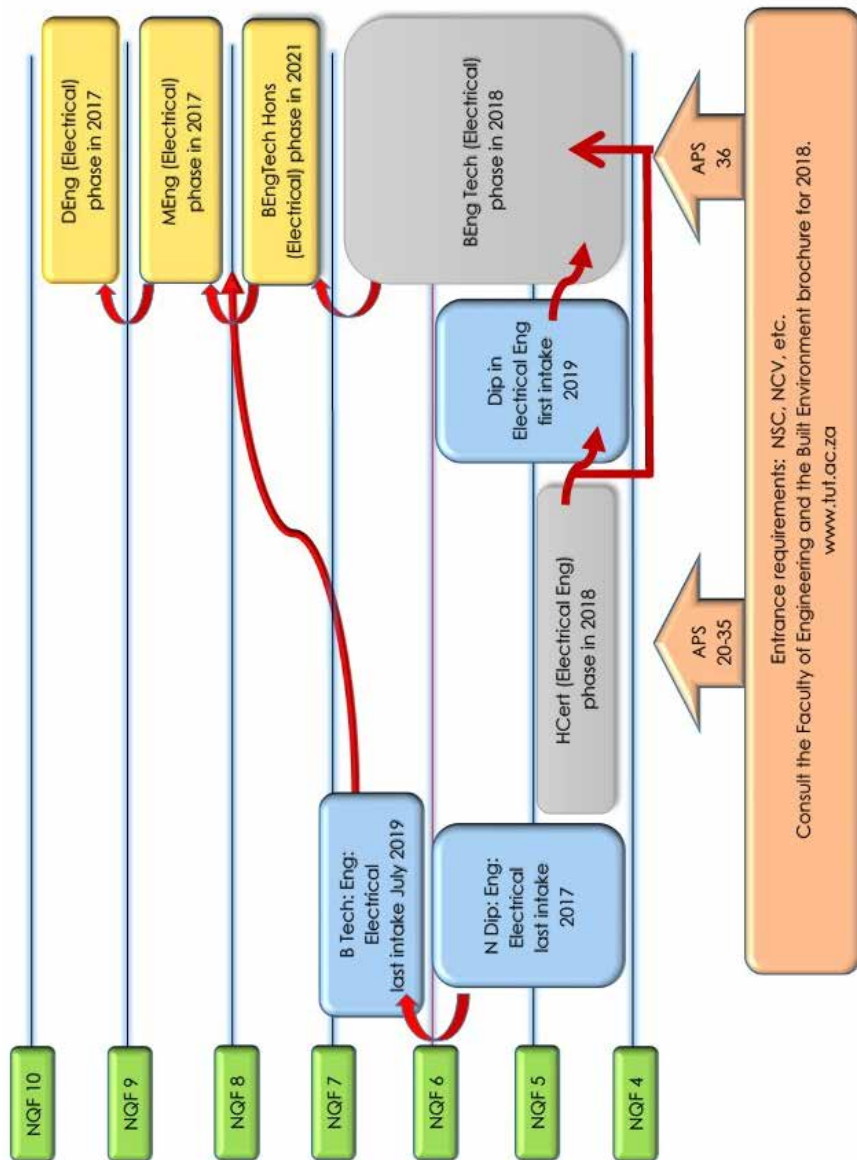 NQF 10
NQF 9
NQF 8
NQF 7
NQF 6
NQF 5
NQF 4
DEng (Electrical)
phase in 2017
MEng (Electrical)
phase in 2017
BEngTech Hons
(Electrical) phase in 2021
B Tech: Eng:
Electrical
last intake July 2019
BEng Tech (Electrical)
phase in 2018
N Dip: Eng:
Electrical
last intake
2017
Dip in
Electrical Eng
first intake
2019
HCert (Electrical Eng)
phase in 2018
APS
20-35
APS
36
Entrance requirements: NSC, NCV, etc.
Consult the Faculty of Engineering and the Built Environment brochure for 2018.
www.tut.ac.za